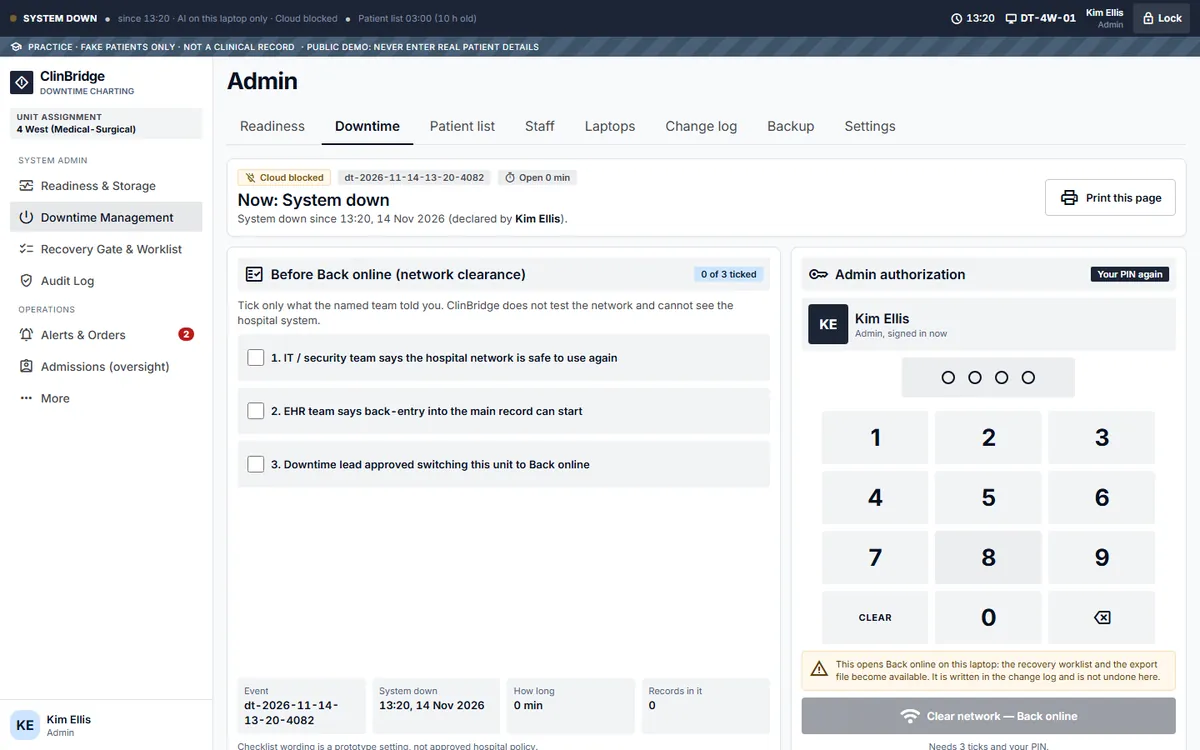 SYSTEM DOWN • since 13:20 · AI on this laptop only · Cloud blocked • Patient list 03:00 (10 h old)
13:20 DT-4W-01 Kim Ellis
Admin
Lock
PRACTICE · FAKE PATIENTS ONLY · NOT A CLINICAL RECORD · PUBLIC DEMO: NEVER ENTER REAL PATIENT DETAILS
ClinBridge
DOWNTIME CHARTING
UNIT ASSIGNMENT
4 West (Medical-Surgical)
SYSTEM ADMIN
Readiness & Storage
Downtime Management
Recovery Gate & Worklist
Audit Log
OPERATIONS
Alerts & Orders 2
Admissions (oversight)
More
KE
Kim Ellis
Admin
Admin
Readiness Downtime Patient list Staff Laptops Change log Backup Settings
Cloud blocked dt-2026-11-14-13-20-4082 Open 0 min
Now: System down
System down since 13:20, 14 Nov 2026 (declared by Kim Ellis).
Print this page
Before Back online (network clearance) 0 of 3 ticked
Tick only what the named team told you. ClinBridge does not test the network and cannot see the
hospital system.
1. IT / security team says the hospital network is safe to use again
2. EHR team says back-entry into the main record can start
3. Downtime lead approved switching this unit to Back online
Event
dt-2026-11-14-
13-20-4082
System down
13:20, 14 Nov 2026
How long
0 min
Records in it
0
Checklist wording is a prototype setting, not approved hospital policy.
Admin authorization Your PIN again
KE
Kim Ellis
Admin, signed in now
1 2 3
4 5 6
7 8 9
CLEAR 0
This opens Back online on this laptop: the recovery worklist and the export
file become available. It is written in the change log and is not undone here.
Clear network — Back online
Needs 3 ticks and your PIN.